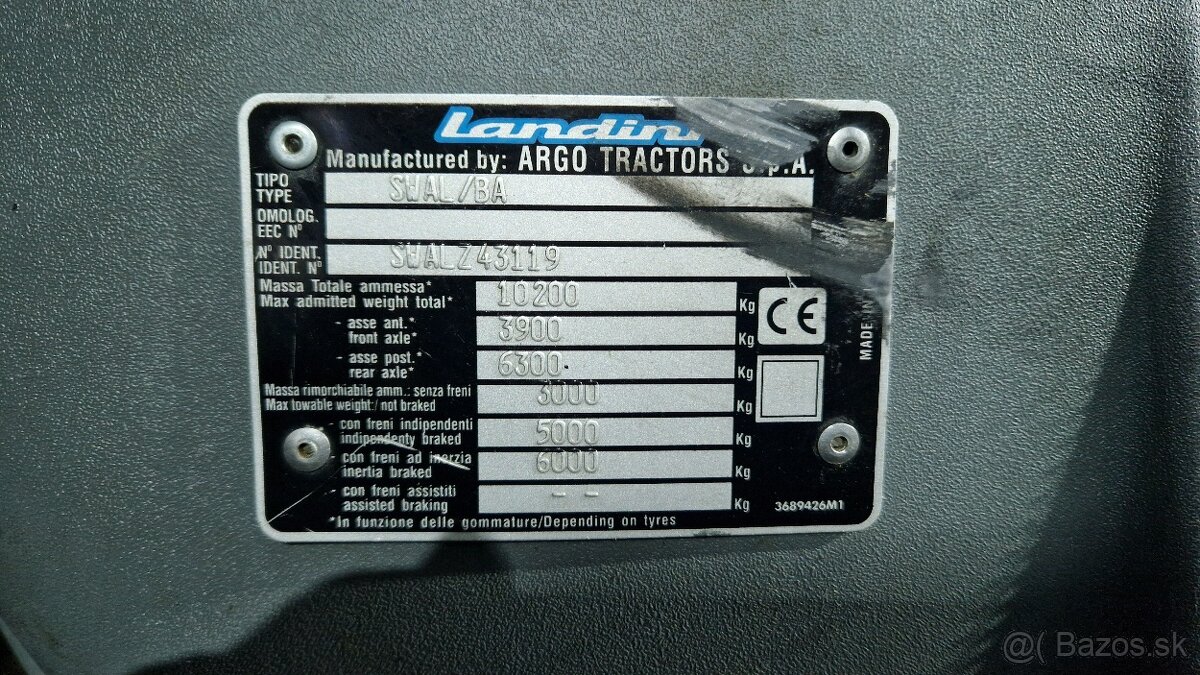 Landini
Manufactured by: ARGO TRACTORS S.p.A.
TIPO
TYPE SWAL/BA
OMOLOG.
EEC N°
N° IDENT.
IDENT. N° SWALZ43119
Massa Totale ammessa*
Max admitted weight total* 10200 Kg
CE
- asse ant.*
front axle* 3900 Kg
- asse post.*
rear axle* 6300 Kg
MADE IN
Massa rimorchiabile amm.: senza freni
Max towable weight:/ not braked 3000 Kg
- con freni indipendenti
indipendenty braked 5000 Kg
- con freni ad inerzia
inertia braked 6000 Kg
- con freni assistiti
assisted braking - - Kg
3689426M1
*In funzione delle gommature/Depending on tyres
@( Bazos.sk